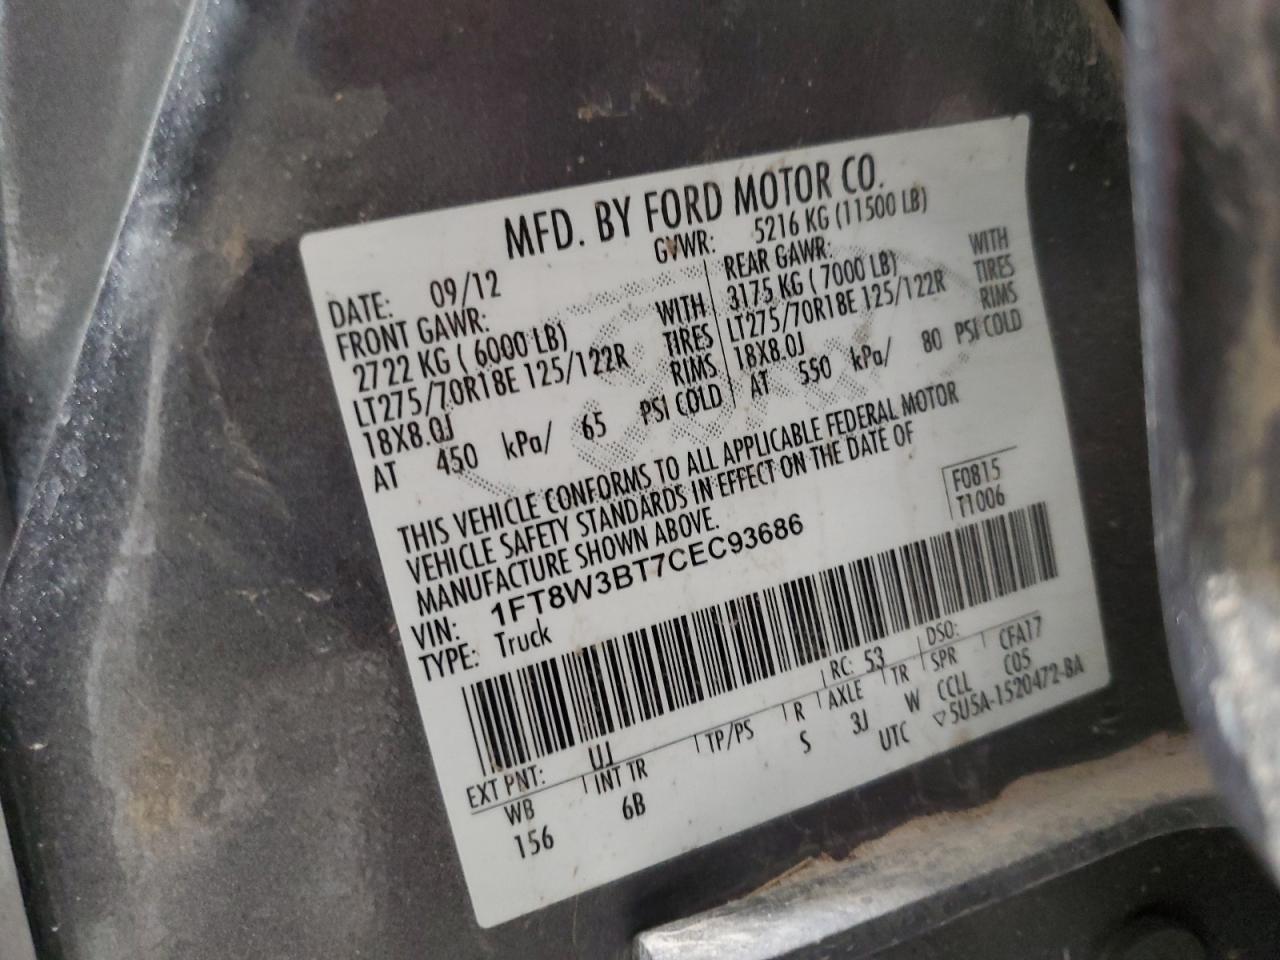 MFD. BY FORD MOTOR CO.
DATE: 09/12 GVWR: 5216 KG (11500 LB)
FRONT GAWR:
2722 KG ( 6000 LB) WITH
LT275/70R18E 125/122R TIRES
18X8.0J RIMS
AT 450 kPa/ 65 PSI COLD
REAR GAWR:
3175 KG ( 7000 LB) WITH
LT275/70R18E 125/122R TIRES
18X8.0J RIMS
AT 550 kPa/ 80 PSI COLD
THIS VEHICLE CONFORMS TO ALL APPLICABLE FEDERAL MOTOR
VEHICLE SAFETY STANDARDS IN EFFECT ON THE DATE OF
MANUFACTURE SHOWN ABOVE.
VIN: 1FT8W3BT7CEC93686
TYPE: Truck
F0815
T1006
EXT PNT: UJ RC: 53 DSO:
WB INT TR TP/PS R AXLE TR SPR CFA17
156 6B S 3J W CCLL C05
UTC ▽5U5A-1520472-BA